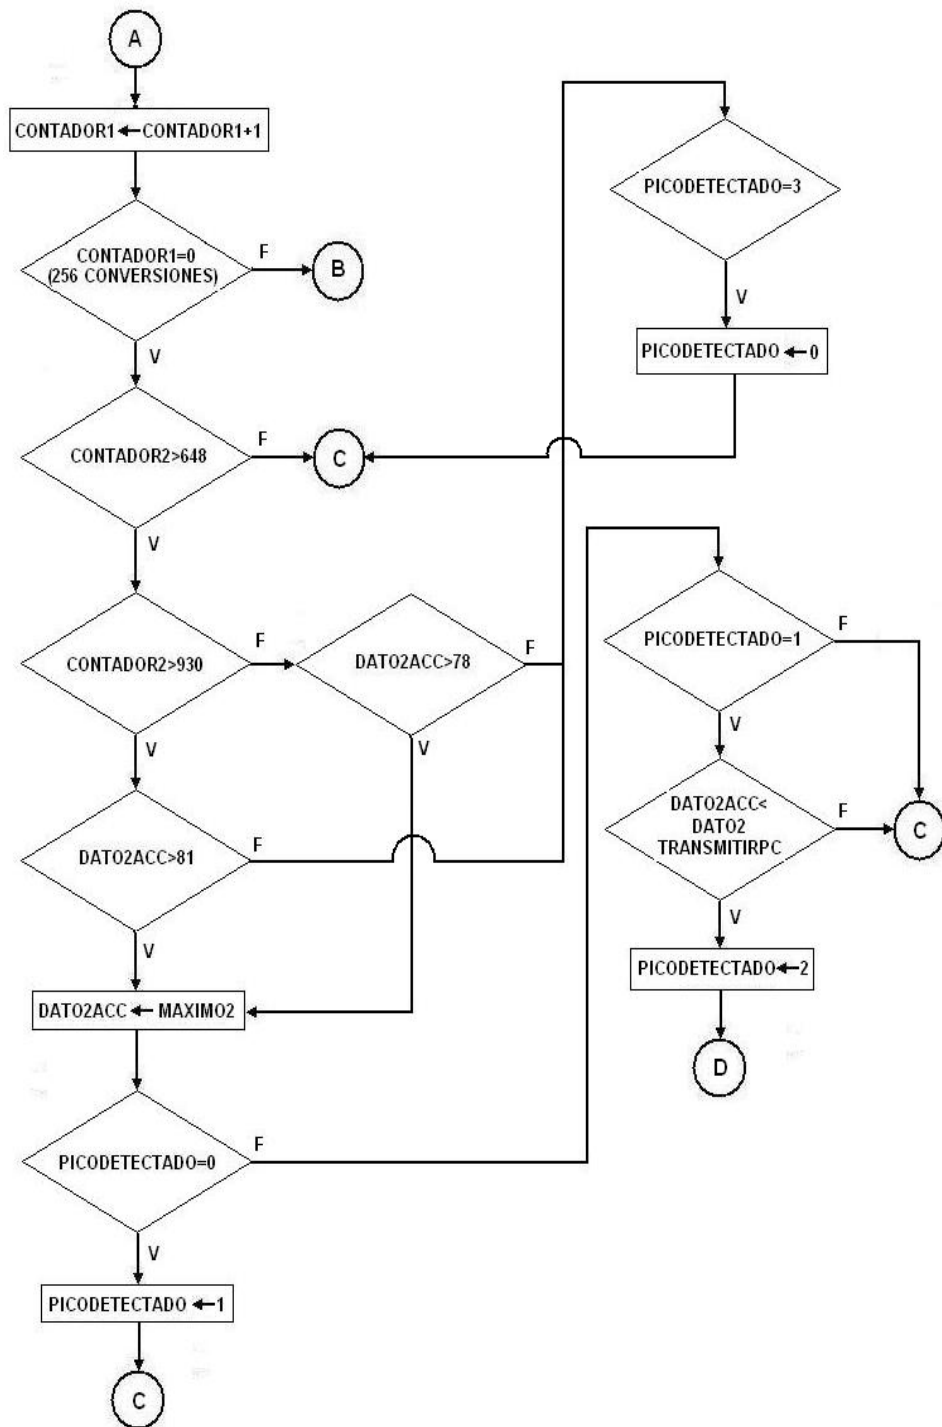 A
CONTADOR1←CONTADOR1+1
CONTADOR1=0
(256 CONVERSIONES)
F
B
V
CONTADOR2>648
F
C
V
CONTADOR2>930
F
DATO2ACC>78
F
V
V
DATO2ACC>81
F
V
DATO2ACC ← MAXIMO2
PICODETECTADO=0
F
V
PICODETECTADO ←1
C
PICODETECTADO=3
V
PICODETECTADO ←0
PICODETECTADO=1
F
V
DATO2ACC<
DATO2
TRANSMITIRPC
F
C
V
PICODETECTADO←2
D